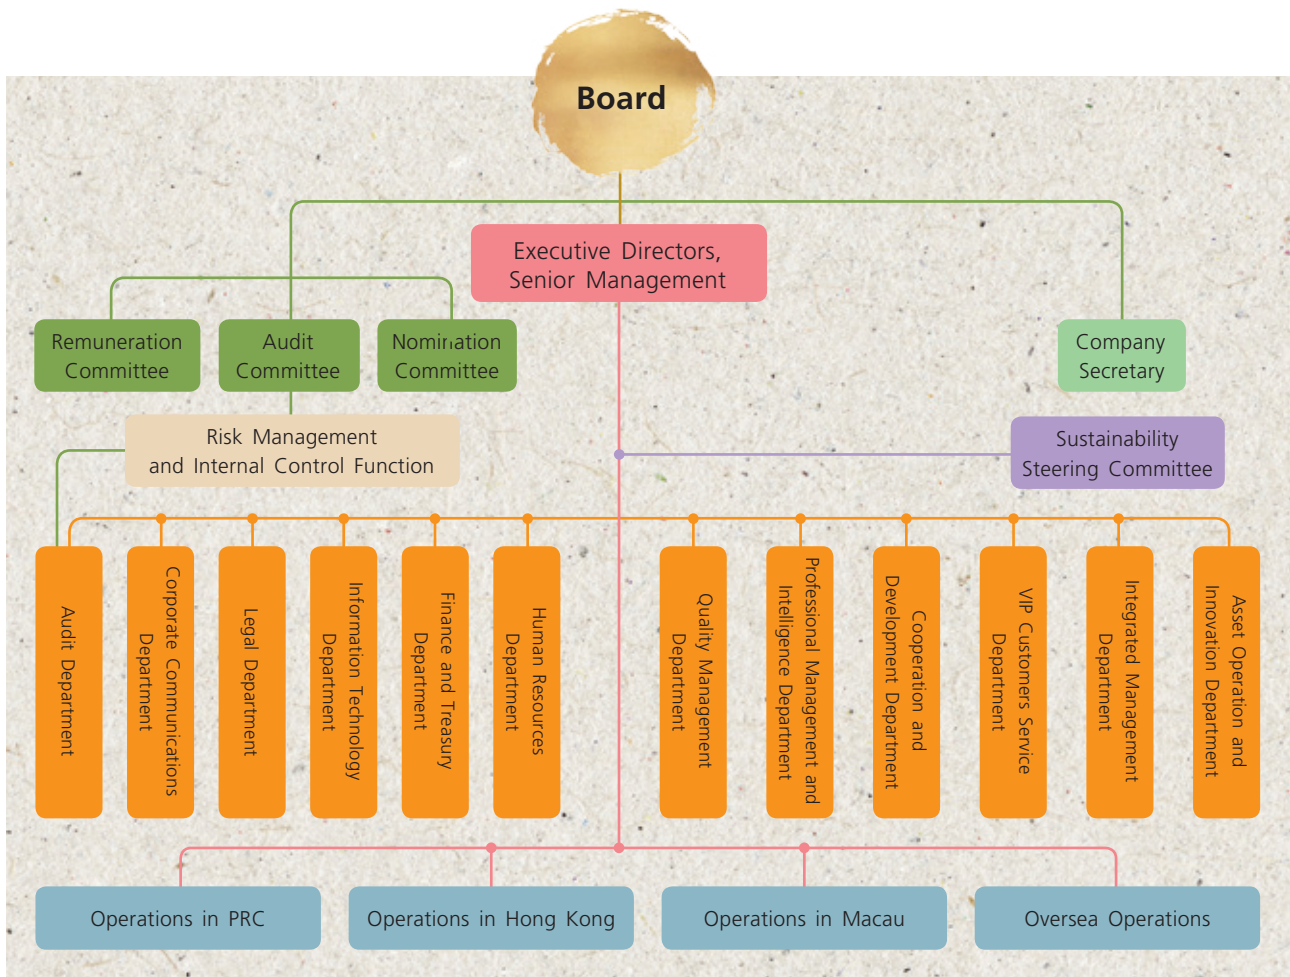 Board
Executive Directors,
Senior Management
Remuneration
Committee
Audit
Committee
Nomination
Committee
Company
Secretary
Risk Management
and Internal Control Function
Sustainability
Steering Committee
Audit Department
Corporate Communications
Department
Legal Department
Information Technology
Department
Finance and Treasury
Department
Human Resources
Department
Quality Management
Department
Professional Management and
Intelligence Department
Cooperation and
Development Department
VIP Customers Service
Department
Integrated Management
Department
Asset Operation and
Innovation Department
Operations in PRC
Operations in Hong Kong
Operations in Macau
Oversea Operations